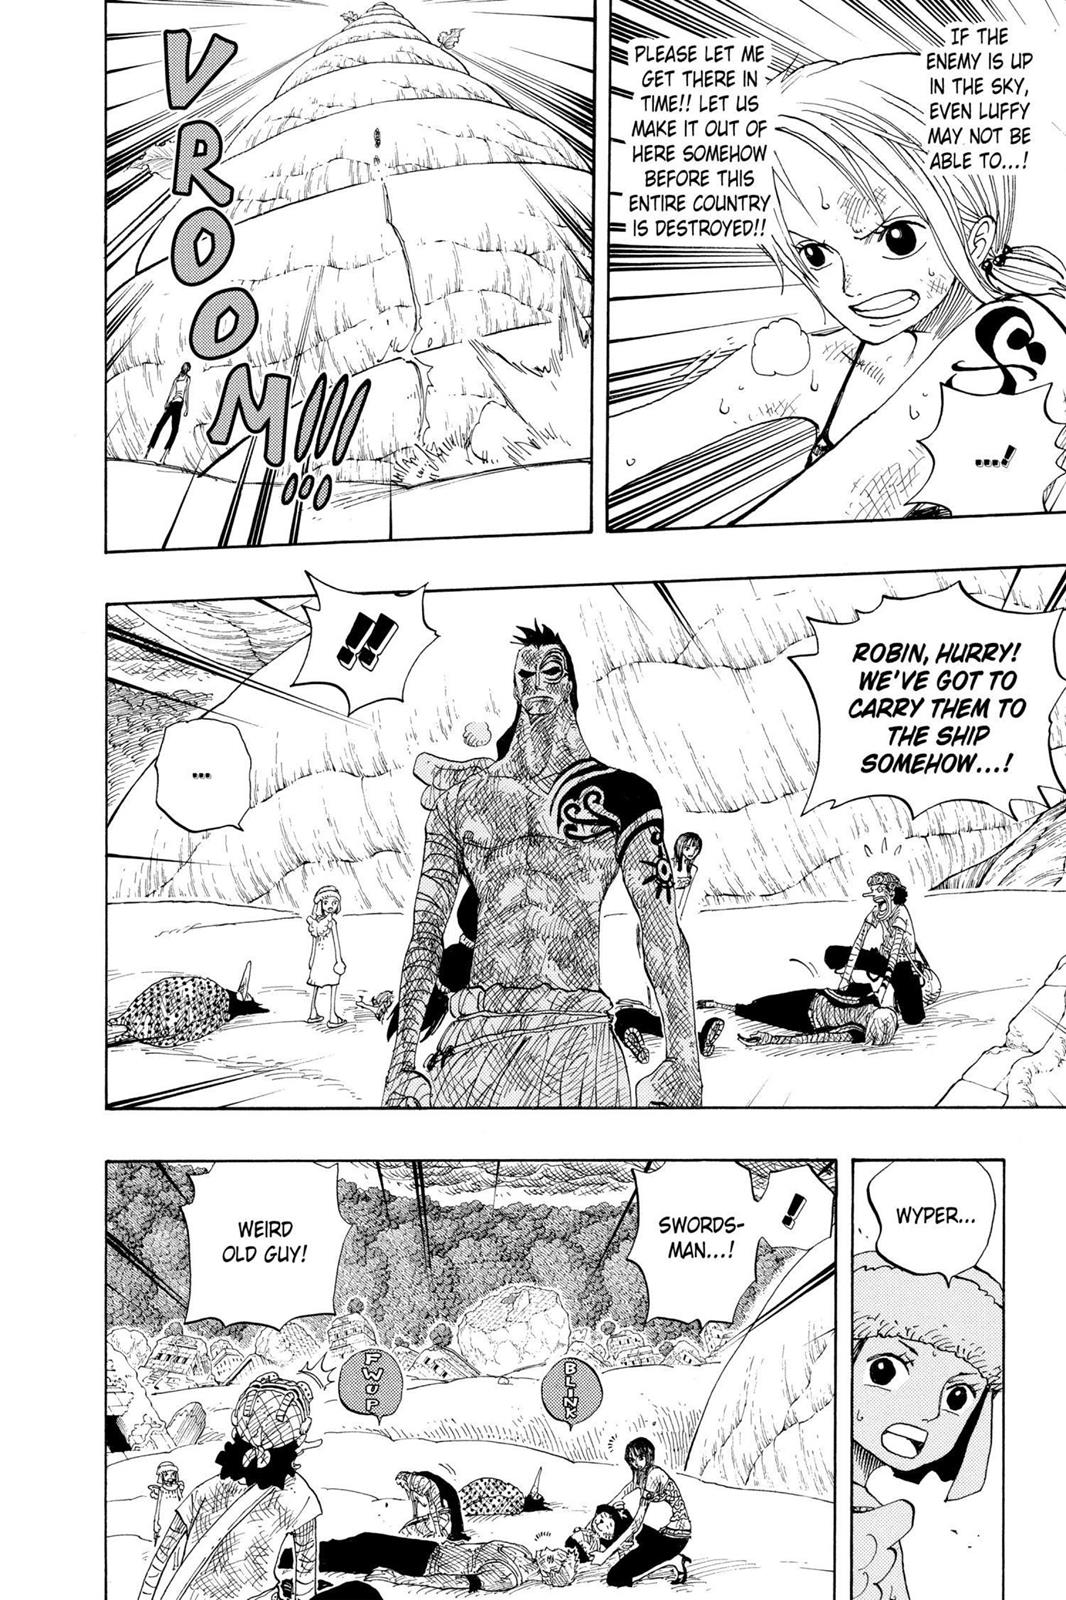 IF THE
ENEMY IS UP
IN THE SKY,
EVEN LUFFY
MAY NOT BE
ABLE TO...!
PLEASE LET ME
GET THERE IN
TIME!! LET US
MAKE IT OUT OF
HERE SOMEHOW
BEFORE THIS
ENTIRE COUNTRY
IS DESTROYED!!
...!
VROOM!!!
ROBIN, HURRY!
WE'VE GOT TO
CARRY THEM TO
THE SHIP
SOMEHOW...!
!!
...
WYPER...
!!
SWORDS-
MAN...!
BLINK
FWUP
WEIRD
OLD GUY!